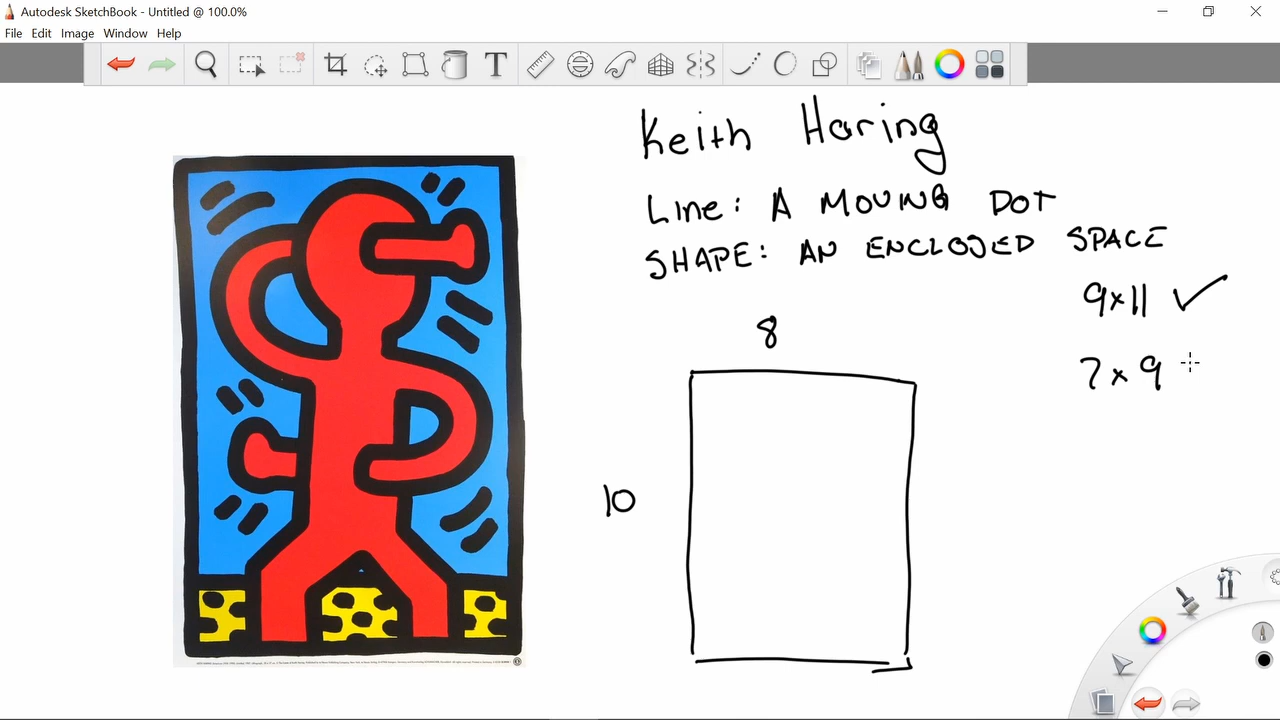 Autodesk SketchBook - Untitled @ 100.0%
File Edit Image Window Help
T
Keith Haring
Line: A MOVING DOT
SHAPE: AN ENCLOSED SPACE
9x11 ✓
8
7x9
10